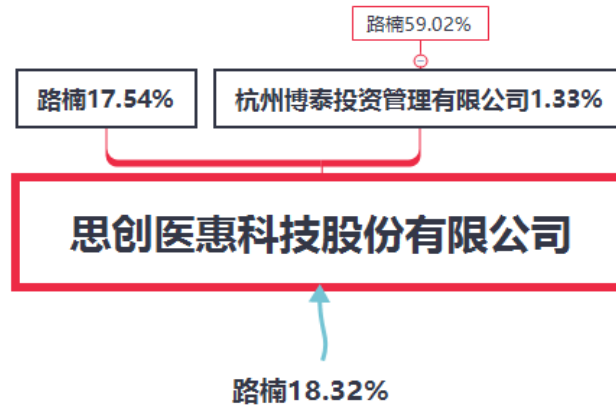 路楠59.02%
路楠17.54%
杭州博泰投资管理有限公司1.33%
思创医惠科技股份有限公司
路楠18.32%